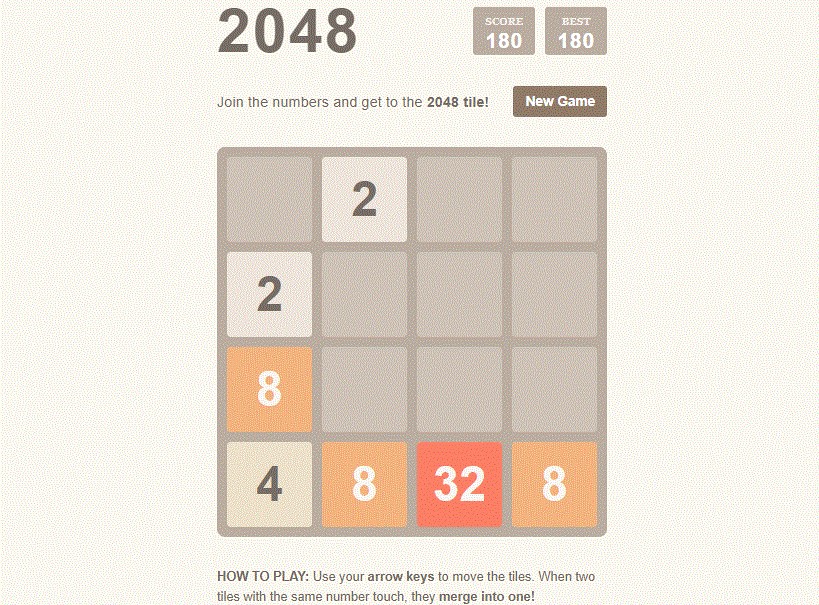 2048
SCORE
180
BEST
180
Join the numbers and get to the 2048 tile!
New Game
2
2
8
4 8 32 8
HOW TO PLAY: Use your arrow keys to move the tiles. When two
tiles with the same number touch, they merge into one!